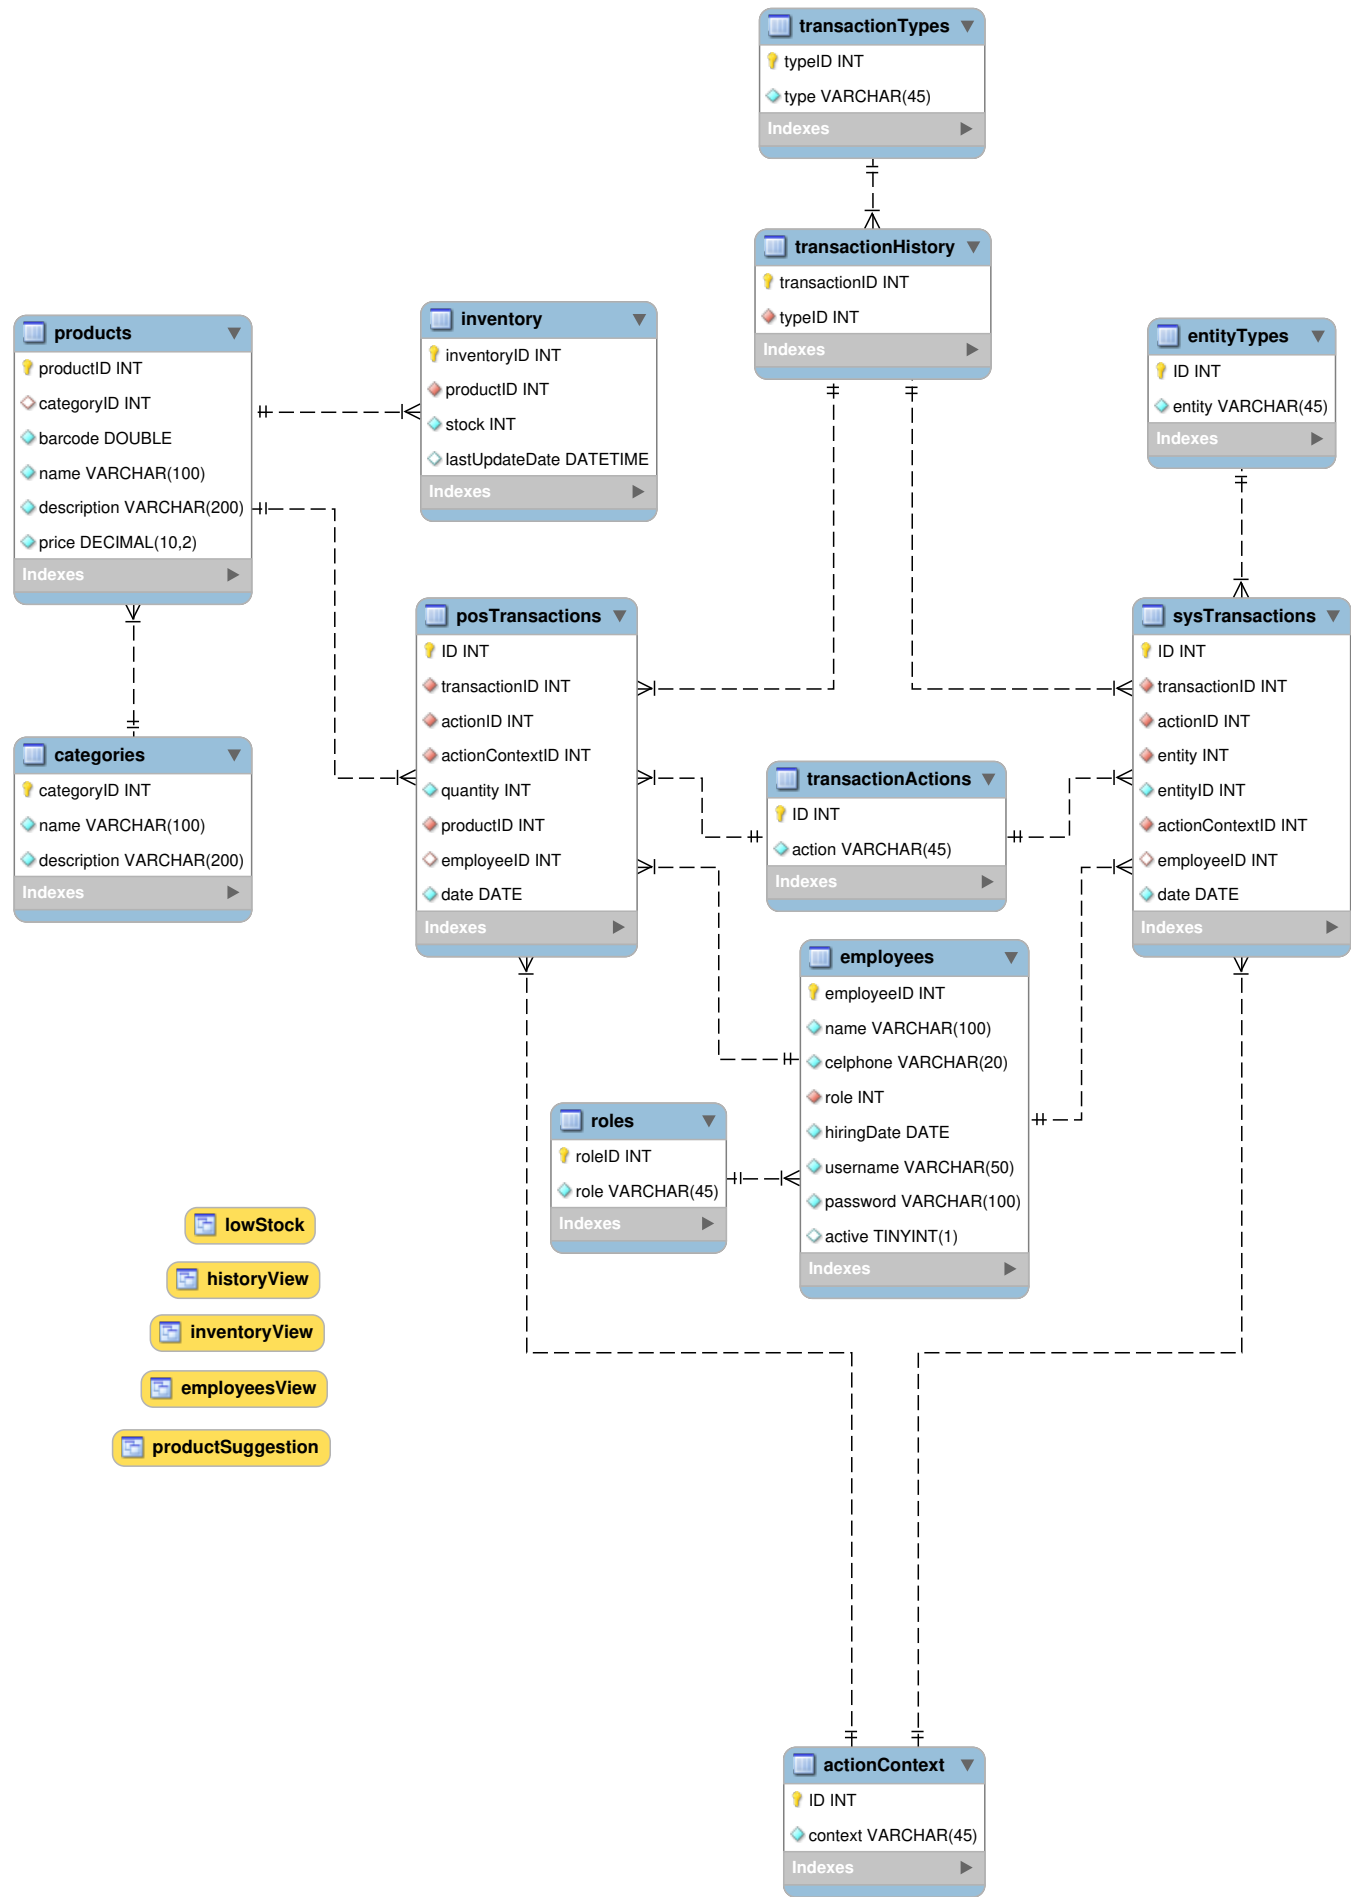 transactionTypes
typeID INT
type VARCHAR(45)
Indexes
transactionHistory
transactionID INT
typeID INT
Indexes
products
productID INT
categoryID INT
barcode DOUBLE
name VARCHAR(100)
description VARCHAR(200)
price DECIMAL(10,2)
Indexes
inventory
inventoryID INT
productID INT
stock INT
lastUpdateDate DATETIME
Indexes
entityTypes
ID INT
entity VARCHAR(45)
Indexes
posTransactions
ID INT
transactionID INT
actionID INT
actionContextID INT
quantity INT
productID INT
employeeID INT
date DATE
Indexes
sysTransactions
ID INT
transactionID INT
actionID INT
entity INT
entityID INT
actionContextID INT
employeeID INT
date DATE
Indexes
categories
categoryID INT
name VARCHAR(100)
description VARCHAR(200)
Indexes
transactionActions
ID INT
action VARCHAR(45)
Indexes
employees
employeeID INT
name VARCHAR(100)
celphone VARCHAR(20)
role INT
hiringDate DATE
username VARCHAR(50)
password VARCHAR(100)
active TINYINT(1)
Indexes
roles
roleID INT
role VARCHAR(45)
Indexes
lowStock
historyView
inventoryView
employeesView
productSuggestion
actionContext
ID INT
context VARCHAR(45)
Indexes